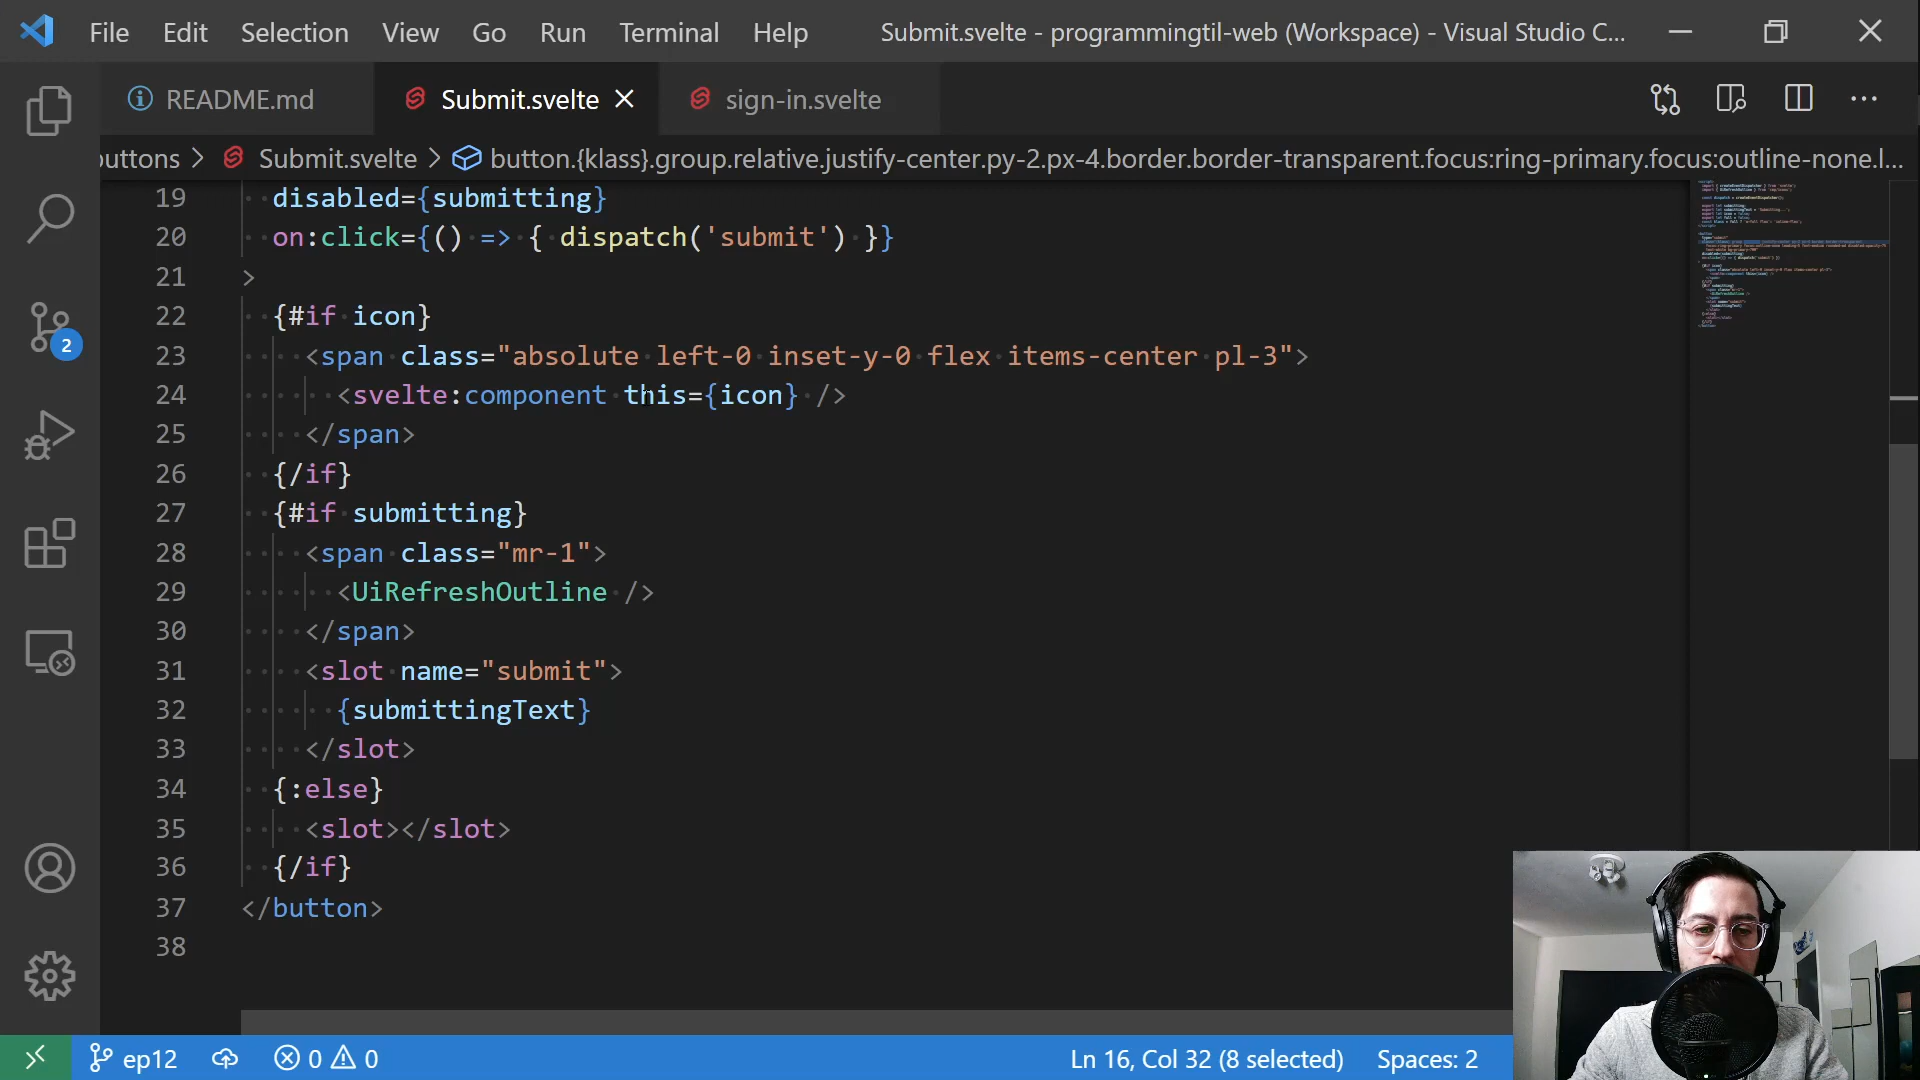 File Edit Selection View Go Run Terminal Help Submit.svelte - programmingtil-web (Workspace) - Visual Studio C...
README.md Submit.svelte sign-in.svelte
buttons > Submit.svelte > button.{klass}.group.relative.justify-center.py-2.px-4.border.border-transparent.focus:ring-primary.focus:outline-none.l...
19 disabled={submitting}
20 on:click={() => { dispatch('submit') }}
21 >
22 {#if icon}
23 <span class="absolute left-0 inset-y-0 flex items-center pl-3">
24 <svelte:component this={icon} />
25 </span>
26 {/if}
27 {#if submitting}
28 <span class="mr-1">
29 <UiRefreshOutline />
30 </span>
31 <slot name="submit">
32 {submittingText}
33 </slot>
34 {:else}
35 <slot></slot>
36 {/if}
37 </button>
38
2
ep12 0 0 Ln 16, Col 32 (8 selected) Spaces: 2